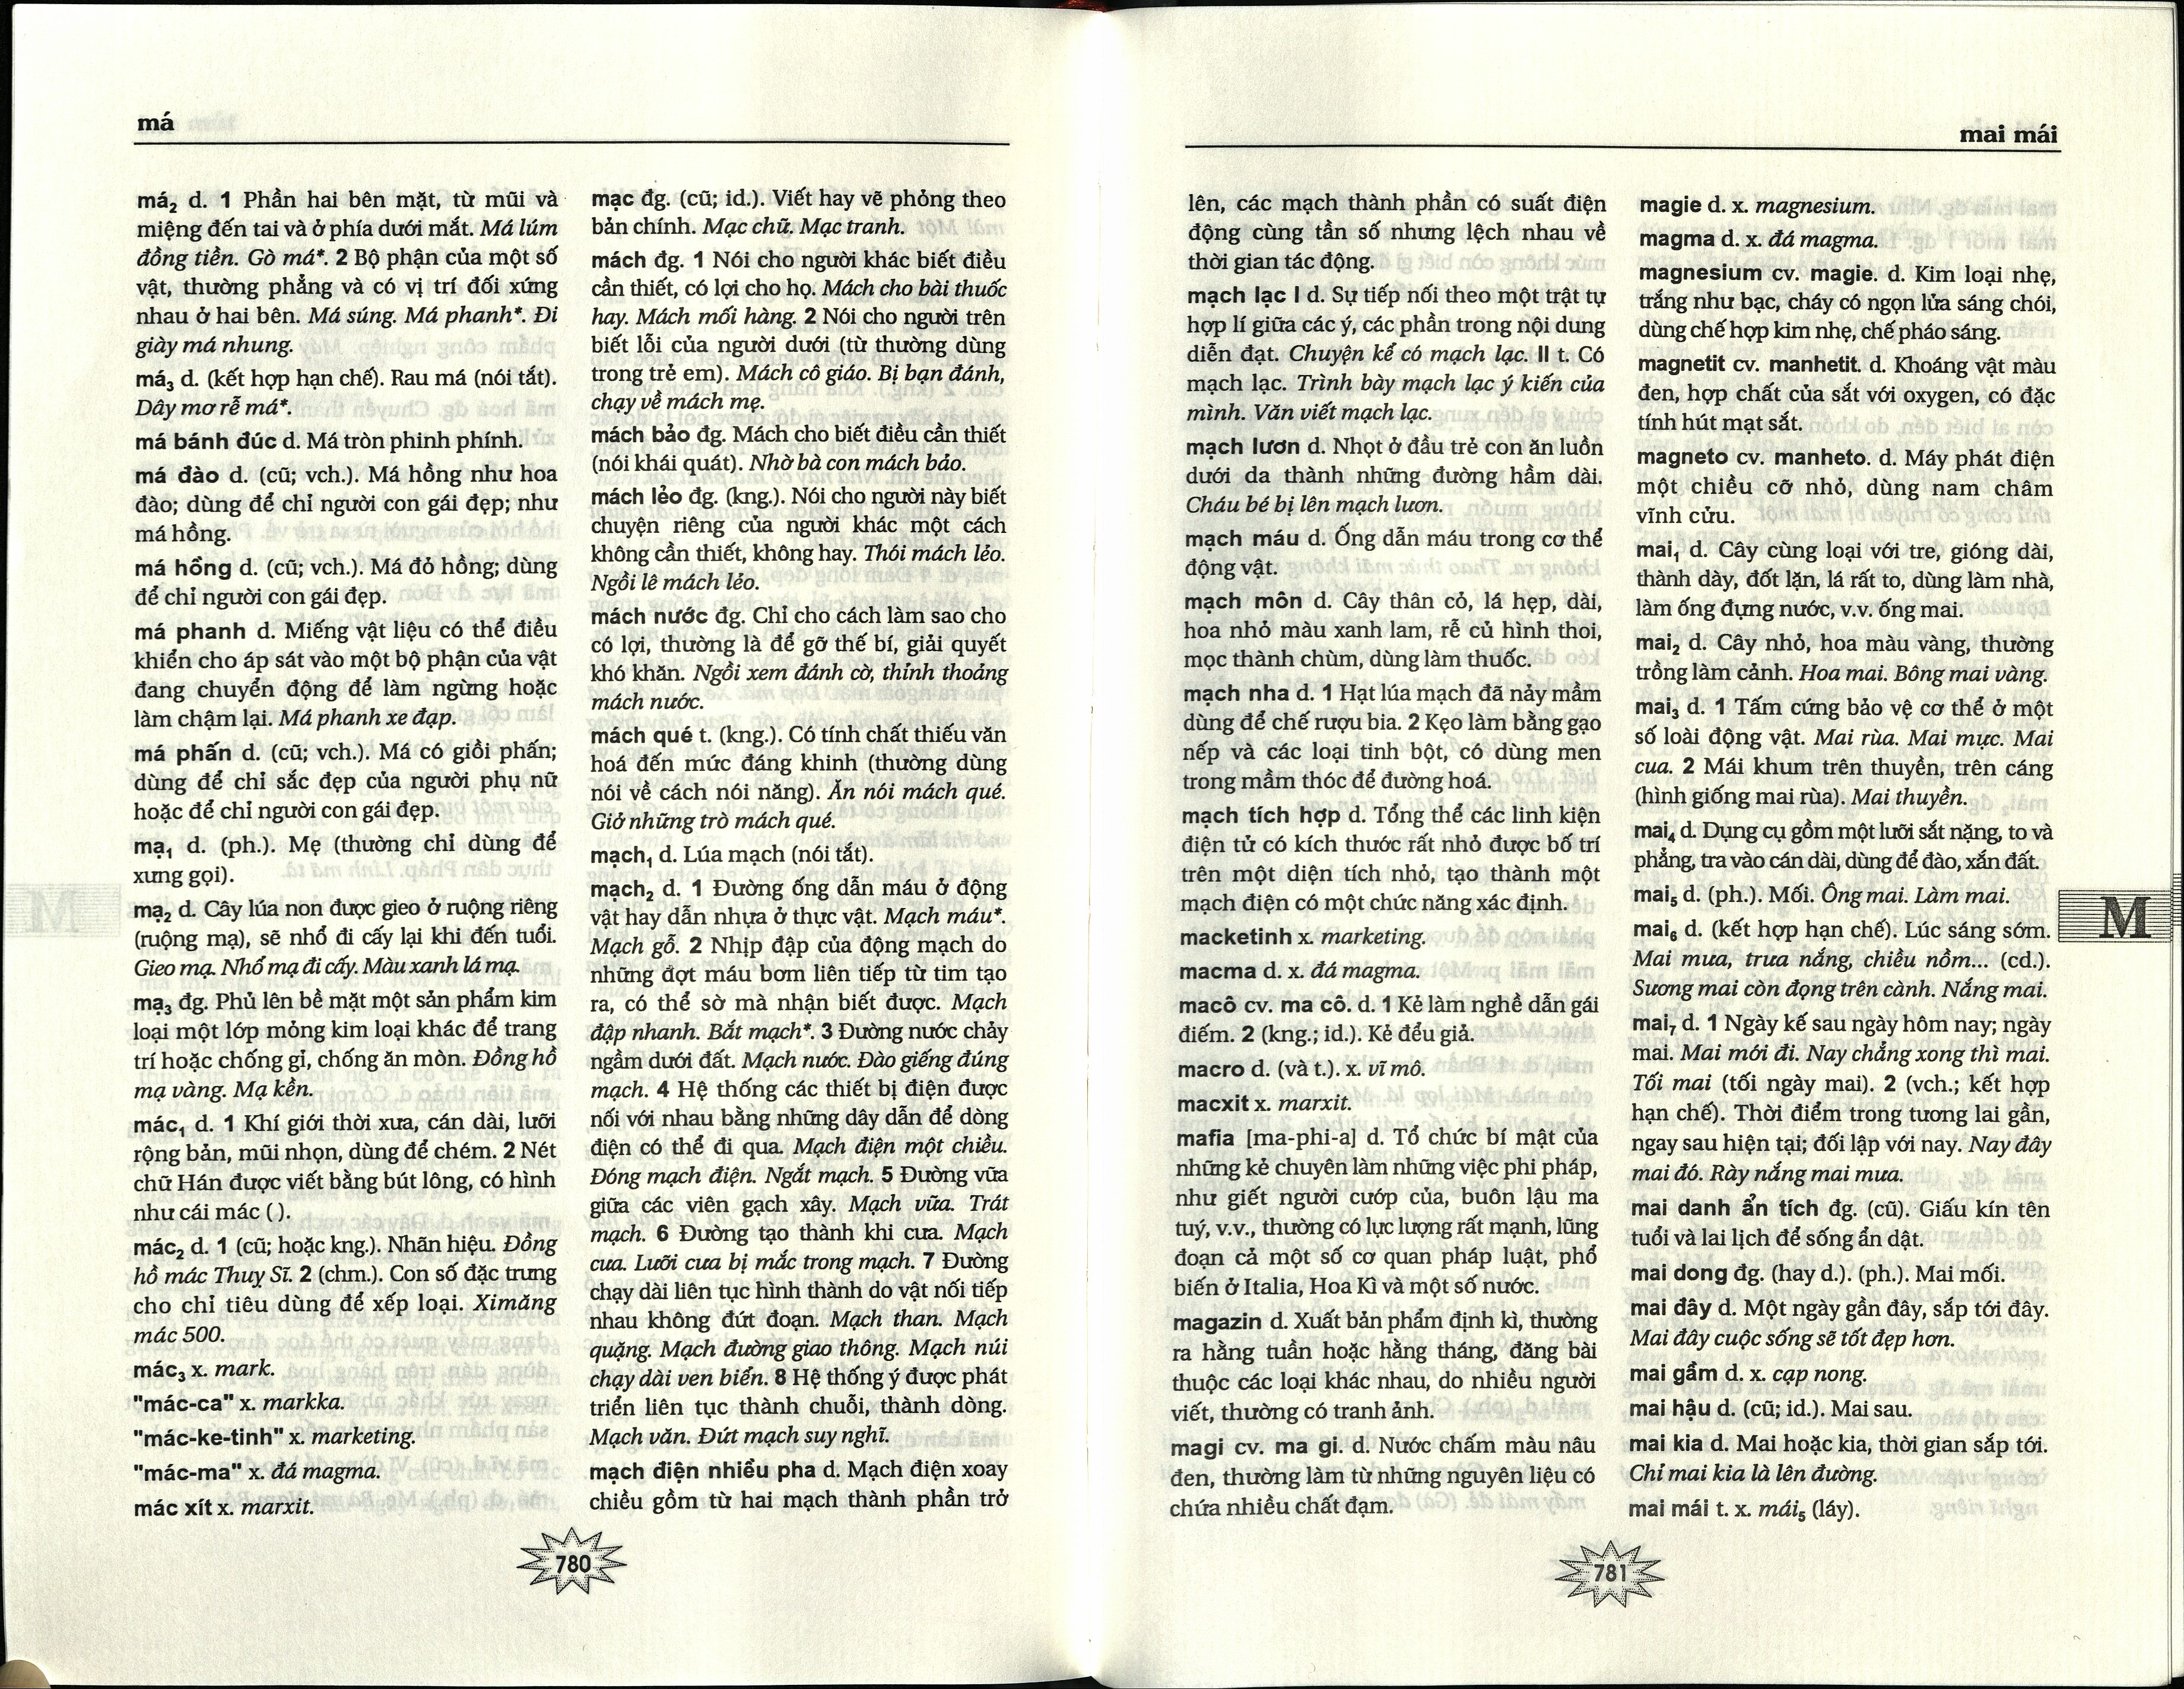 má
má₂ d. 1 Phần hai bên mặt, từ mũi và
miệng đến tai và ở phía dưới mắt. Má lúm
đồng tiền. Gò má*. 2 Bộ phận của một số
vật, thường phẳng và có vị trí đối xứng
nhau ở hai bên. Má súng. Má phanh*. Đi
giày má nhung.
má₃ d. (kết hợp hạn chế). Rau má (nói tắt).
Dây mơ rễ má*.
má bánh đúc d. Má tròn phinh phính.
má đào d. (cũ; vch.). Má hồng như hoa
đào; dùng để chỉ người con gái đẹp; như
má hồng.
má hồng d. (cũ; vch.). Má đỏ hồng; dùng
để chỉ người con gái đẹp.
má phanh d. Miếng vật liệu có thể điều
khiển cho áp sát vào một bộ phận của vật
đang chuyển động để làm ngừng hoặc
làm chậm lại. Má phanh xe đạp.
má phấn d. (cũ; vch.). Má có giồi phấn;
dùng để chỉ sắc đẹp của người phụ nữ
hoặc để chỉ người con gái đẹp.
mạ₁ d. (ph.). Mẹ (thường chỉ dùng để
xưng gọi).
mạ₂ d. Cây lúa non được gieo ở ruộng riêng
(ruộng mạ), sẽ nhổ đi cấy lại khi đến tuổi.
Gieo mạ. Nhổ mạ đi cấy. Màu xanh lá mạ.
mạ₃ đg. Phủ lên bề mặt một sản phẩm kim
loại một lớp mỏng kim loại khác để trang
trí hoặc chống gỉ, chống ăn mòn. Đồng hồ
mạ vàng. Mạ kền.
mác₁ d. 1 Khí giới thời xưa, cán dài, lưỡi
rộng bản, mũi nhọn, dùng để chém. 2 Nét
chữ Hán được viết bằng bút lông, có hình
như cái mác ( ).
mác₂ d. 1 (cũ; hoặc kng.). Nhãn hiệu. Đồng
hồ mác Thuỵ Sĩ. 2 (chm.). Con số đặc trưng
cho chỉ tiêu dùng để xếp loại. Ximăng
mác 500.
mác₃ x. mark.
"mác-ca" x. markka.
"mác-ke-tinh" x. marketing.
"mác-ma" x. đá magma.
mác xít x. marxit.
mạc đg. (cũ; id.). Viết hay vẽ phỏng theo
bản chính. Mạc chữ. Mạc tranh.
mách đg. 1 Nói cho người khác biết điều
cần thiết, có lợi cho họ. Mách cho bài thuốc
hay. Mách mối hàng. 2 Nói cho người trên
biết lỗi của người dưới (từ thường dùng
trong trẻ em). Mách cô giáo. Bị bạn đánh,
chạy về mách mẹ.
mách bảo đg. Mách cho biết điều cần thiết
(nói khái quát). Nhờ bà con mách bảo.
mách lẻo đg. (kng.). Nói cho người này biết
chuyện riêng của người khác một cách
không cần thiết, không hay. Thói mách lẻo.
Ngồi lê mách lẻo.
mách nước đg. Chỉ cho cách làm sao cho
có lợi, thường là để gỡ thế bí, giải quyết
khó khăn. Ngồi xem đánh cờ, thỉnh thoảng
mách nước.
mách qué t. (kng.). Có tính chất thiếu văn
hoá đến mức đáng khinh (thường dùng
nói về cách nói năng). Ăn nói mách qué.
Giở những trò mách qué.
mạch₁ d. Lúa mạch (nói tắt).
mạch₂ d. 1 Đường ống dẫn máu ở động
vật hay dẫn nhựa ở thực vật. Mạch máu*.
Mạch gỗ. 2 Nhịp đập của động mạch do
những đợt máu bơm liên tiếp từ tim tạo
ra, có thể sờ mà nhận biết được. Mạch
đập nhanh. Bắt mạch*. 3 Đường nước chảy
ngầm dưới đất. Mạch nước. Đào giếng đúng
mạch. 4 Hệ thống các thiết bị điện được
nối với nhau bằng những dây dẫn để dòng
điện có thể đi qua. Mạch điện một chiều.
Đóng mạch điện. Ngắt mạch. 5 Đường vữa
giữa các viên gạch xây. Mạch vữa. Trát
mạch. 6 Đường tạo thành khi cưa. Mạch
cưa. Lưỡi cưa bị mắc trong mạch. 7 Đường
chạy dài liên tục hình thành do vật nối tiếp
nhau không đứt đoạn. Mạch than. Mạch
quặng. Mạch đường giao thông. Mạch núi
chạy dài ven biển. 8 Hệ thống ý được phát
triển liên tục thành chuỗi, thành dòng.
Mạch văn. Đứt mạch suy nghĩ.
mạch điện nhiều pha d. Mạch điện xoay
chiều gồm từ hai mạch thành phần trở
780
mai mái
lên, các mạch thành phần có suất điện
động cùng tần số nhưng lệch nhau về
thời gian tác động.
mạch lạc I d. Sự tiếp nối theo một trật tự
hợp lí giữa các ý, các phần trong nội dung
diễn đạt. Chuyện kể có mạch lạc. II t. Có
mạch lạc. Trình bày mạch lạc ý kiến của
mình. Văn viết mạch lạc.
mạch lươn d. Nhọt ở đầu trẻ con ăn luồn
dưới da thành những đường hầm dài.
Cháu bé bị lên mạch lươn.
mạch máu d. Ống dẫn máu trong cơ thể
động vật.
mạch môn d. Cây thân cỏ, lá hẹp, dài,
hoa nhỏ màu xanh lam, rễ củ hình thoi,
mọc thành chùm, dùng làm thuốc.
mạch nha d. 1 Hạt lúa mạch đã nảy mầm
dùng để chế rượu bia. 2 Kẹo làm bằng gạo
nếp và các loại tinh bột, có dùng men
trong mầm thóc để đường hoá.
mạch tích hợp d. Tổng thể các linh kiện
điện tử có kích thước rất nhỏ được bố trí
trên một diện tích nhỏ, tạo thành một
mạch điện có một chức năng xác định.
macketinh x. marketing.
macma d. x. đá magma.
macô cv. ma cô. d. 1 Kẻ làm nghề dẫn gái
điếm. 2 (kng.; id.). Kẻ đểu giả.
macro d. (và t.). x. vĩ mô.
macxit x. marxit.
mafia [ma-phi-a] d. Tổ chức bí mật của
những kẻ chuyên làm những việc phi pháp,
như giết người cướp của, buôn lậu ma
tuý, v.v., thường có lực lượng rất mạnh, lũng
đoạn cả một số cơ quan pháp luật, phổ
biến ở Italia, Hoa Kì và một số nước.
magazin d. Xuất bản phẩm định kì, thường
ra hằng tuần hoặc hằng tháng, đăng bài
thuộc các loại khác nhau, do nhiều người
viết, thường có tranh ảnh.
magi cv. ma gi. d. Nước chấm màu nâu
đen, thường làm từ những nguyên liệu có
chứa nhiều chất đạm.
magie d. x. magnesium.
magma d. x. đá magma.
magnesium cv. magie. d. Kim loại nhẹ,
trắng như bạc, cháy có ngọn lửa sáng chói,
dùng chế hợp kim nhẹ, chế pháo sáng.
magnetit cv. manhetit. d. Khoáng vật màu
đen, hợp chất của sắt với oxygen, có đặc
tính hút mạt sắt.
magneto cv. manheto. d. Máy phát điện
một chiều cỡ nhỏ, dùng nam châm
vĩnh cửu.
mai₁ d. Cây cùng loại với tre, gióng dài,
thành dày, đốt lặn, lá rất to, dùng làm nhà,
làm ống đựng nước, v.v. ống mai.
mai₂ d. Cây nhỏ, hoa màu vàng, thường
trồng làm cảnh. Hoa mai. Bông mai vàng.
mai₃ d. 1 Tấm cứng bảo vệ cơ thể ở một
số loài động vật. Mai rùa. Mai mực. Mai
cua. 2 Mái khum trên thuyền, trên cáng
(hình giống mai rùa). Mai thuyền.
mai₄ d. Dụng cụ gồm một lưỡi sắt nặng, to và
phẳng, tra vào cán dài, dùng để đào, xắn đất.
mai₅ d. (ph.). Mối. Ông mai. Làm mai.
mai₆ d. (kết hợp hạn chế). Lúc sáng sớm.
Mai mưa, trưa nắng, chiều nồm... (cd.).
Sương mai còn đọng trên cành. Nắng mai.
mai₇ d. 1 Ngày kế sau ngày hôm nay; ngày
mai. Mai mới đi. Nay chẳng xong thì mai.
Tối mai (tối ngày mai). 2 (vch.; kết hợp
hạn chế). Thời điểm trong tương lai gần,
ngay sau hiện tại; đối lập với nay. Nay đây
mai đó. Rày nắng mai mưa.
mai danh ẩn tích đg. (cũ). Giấu kín tên
tuổi và lai lịch để sống ẩn dật.
mai dong đg. (hay d.). (ph.). Mai mối.
mai đây d. Một ngày gần đây, sắp tới đây.
Mai đây cuộc sống sẽ tốt đẹp hơn.
mai gầm d. x. cạp nong.
mai hậu d. (cũ; id.). Mai sau.
mai kia d. Mai hoặc kia, thời gian sắp tới.
Chỉ mai kia là lên đường.
mai mái t. x. mái₅ (láy).
M
781